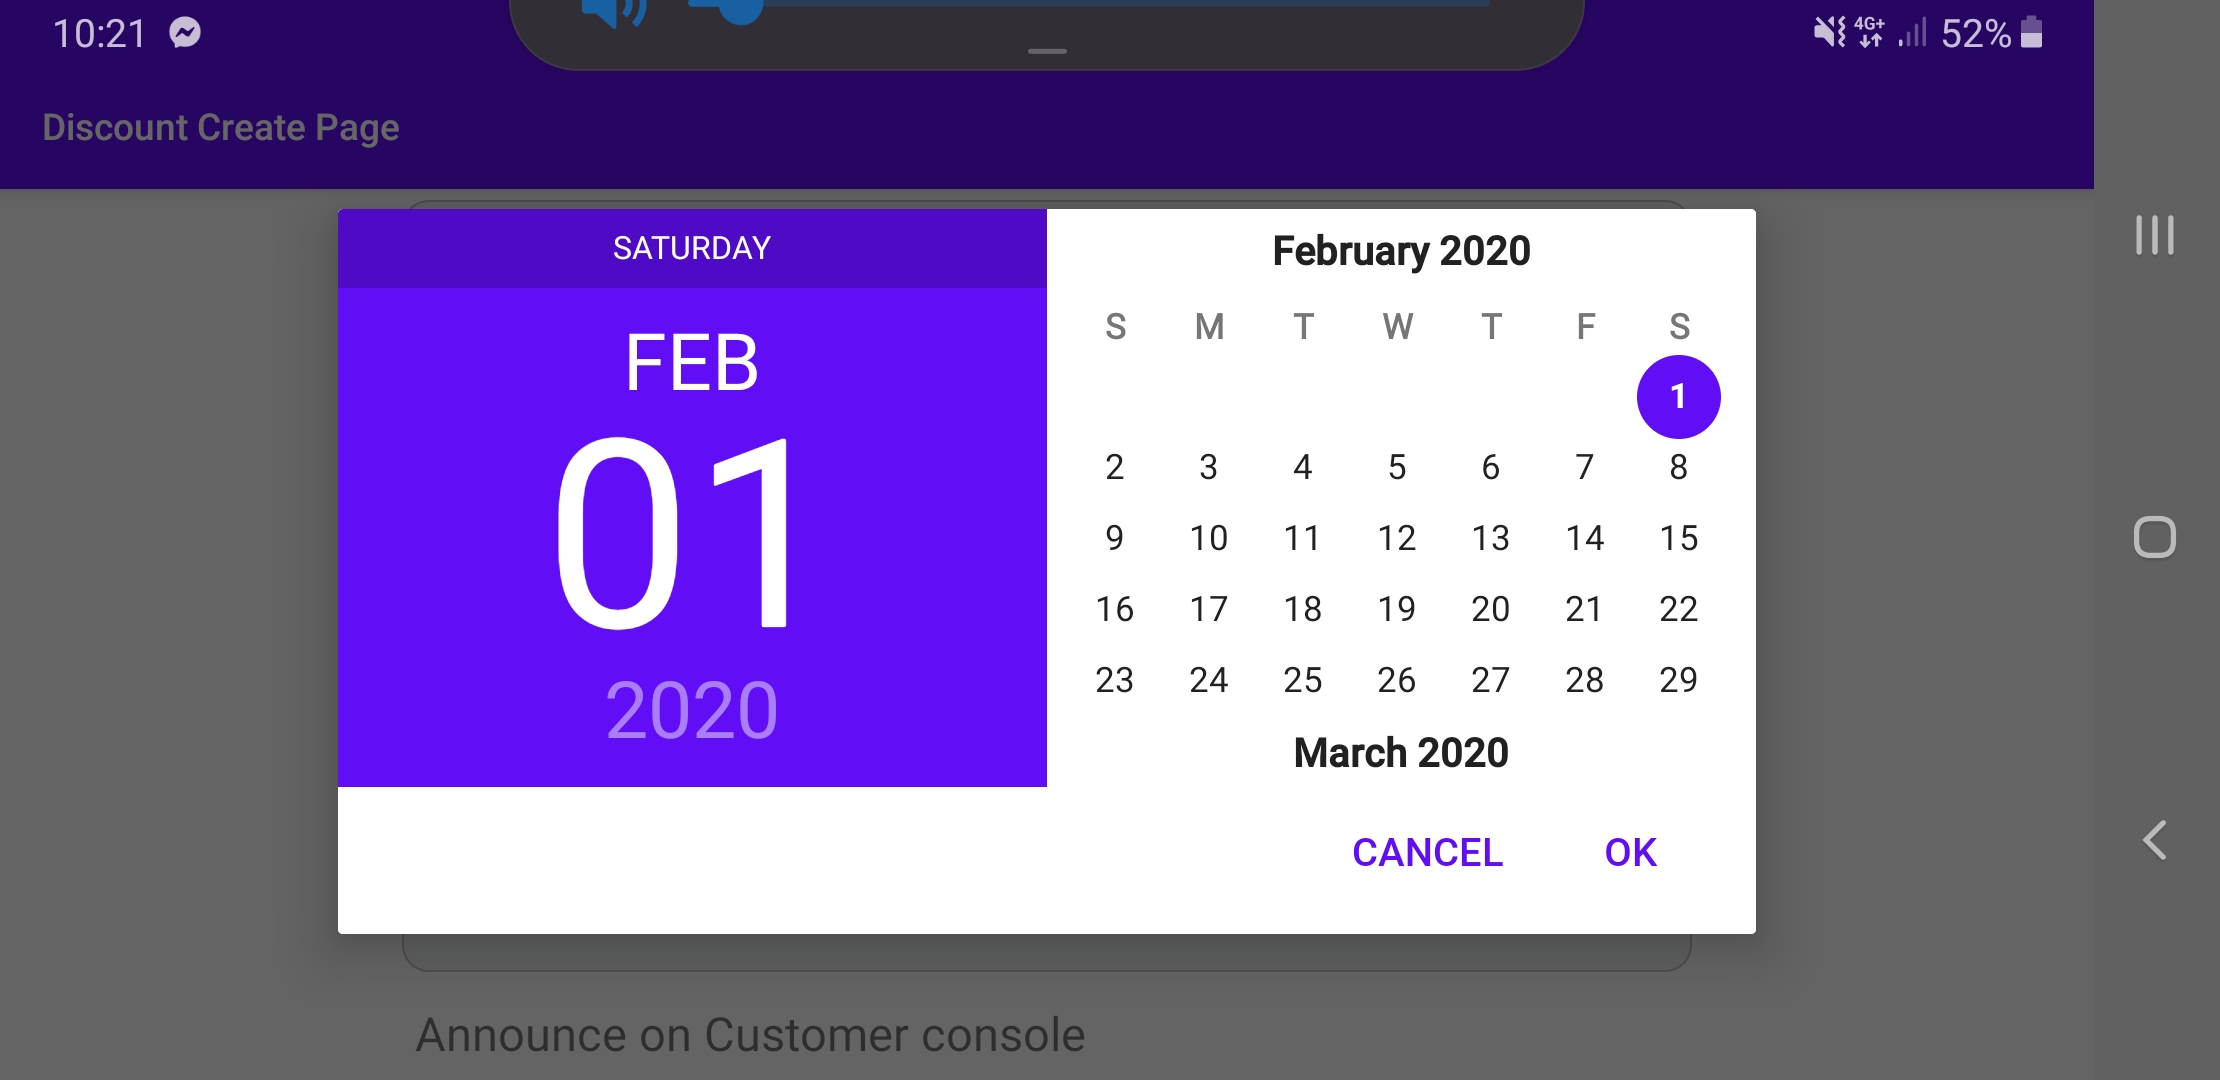 10:21
4G+
52%
Discount Create Page
SATURDAY
FEB
01
2020
February 2020
S M T W T F S
1
2 3 4 5 6 7 8
9 10 11 12 13 14 15
16 17 18 19 20 21 22
23 24 25 26 27 28 29
March 2020
CANCEL OK
Announce on Customer console